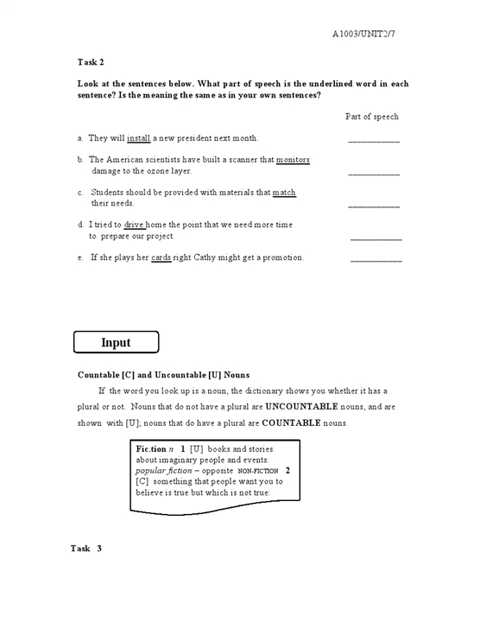 A1003/UNIT2/7
Task 2
Look at the sentences below. What part of speech is the underlined word in each
sentence? Is the meaning the same as in your own sentences?
Part of speech
a. They will install a new president next month. ___________
b. The American scientists have built a scanner that monitors
damage to the ozone layer. ___________
c. Students should be provided with materials that match
their needs. ___________
d. I tried to drive home the point that we need more time
to prepare our project. ___________
e. If she plays her cards right Cathy might get a promotion. ___________
Input
Countable [C] and Uncountable [U] Nouns
If the word you look up is a noun, the dictionary shows you whether it has a
plural or not. Nouns that do not have a plural are UNCOUNTABLE nouns, and are
shown with [U]; nouns that do have a plural are COUNTABLE nouns.
Fic.tion n 1 [U] books and stories
about imaginary people and events:
popular fiction – opposite NON-FICTION 2
[C] something that people want you to
believe is true but which is not true:
Task 3